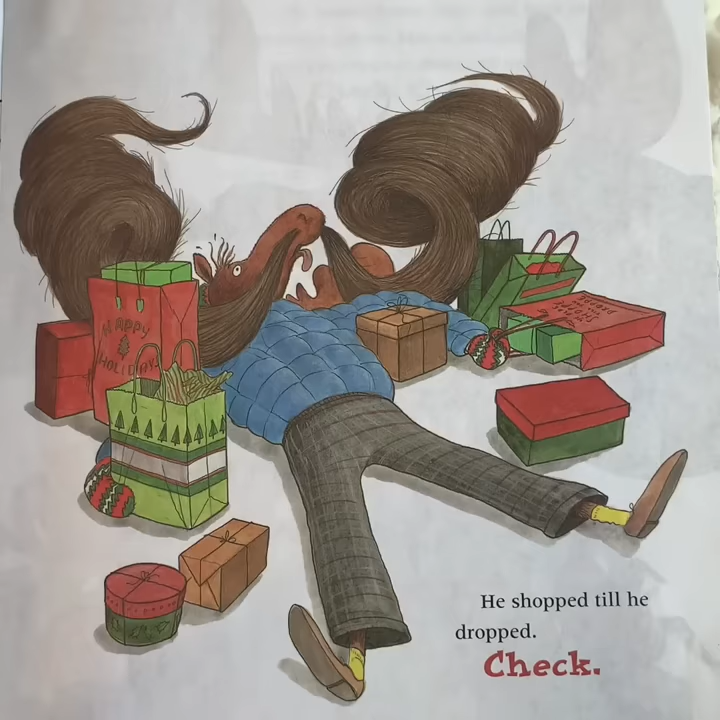 HAPPY
HOLIDAYS
He shopped till he
dropped.
Check.